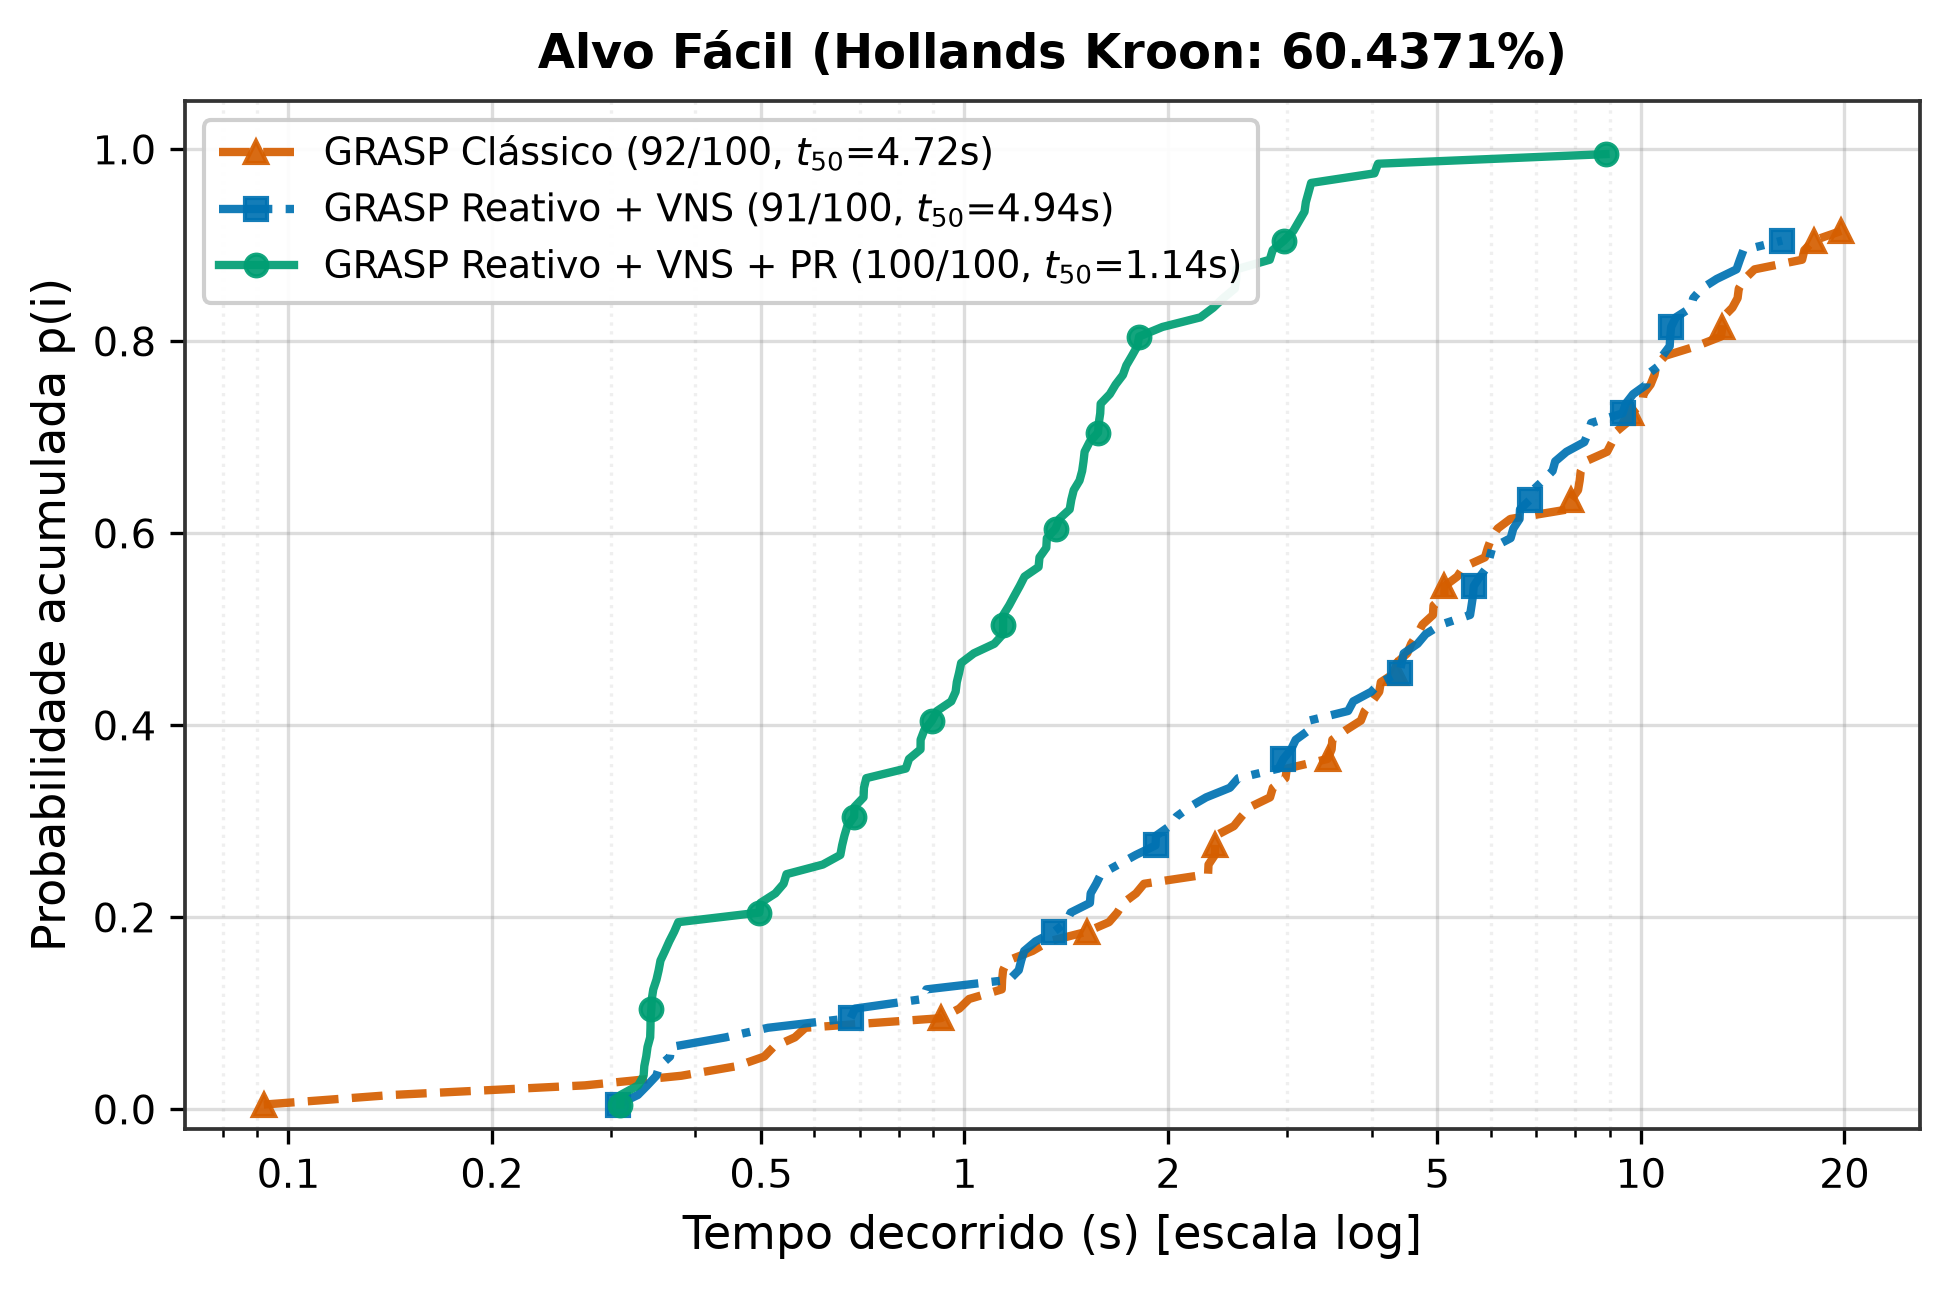 Alvo Fácil (Hollands Kroon: 60.4371%)
GRASP Clássico (92/100, t50=4.72s)
GRASP Reativo + VNS (91/100, t50=4.94s)
GRASP Reativo + VNS + PR (100/100, t50=1.14s)
Probabilidade acumulada p(i)
1.0
0.8
0.6
0.4
0.2
0.0
0.1 0.2 0.5 1 2 5 10 20
Tempo decorrido (s) [escala log]